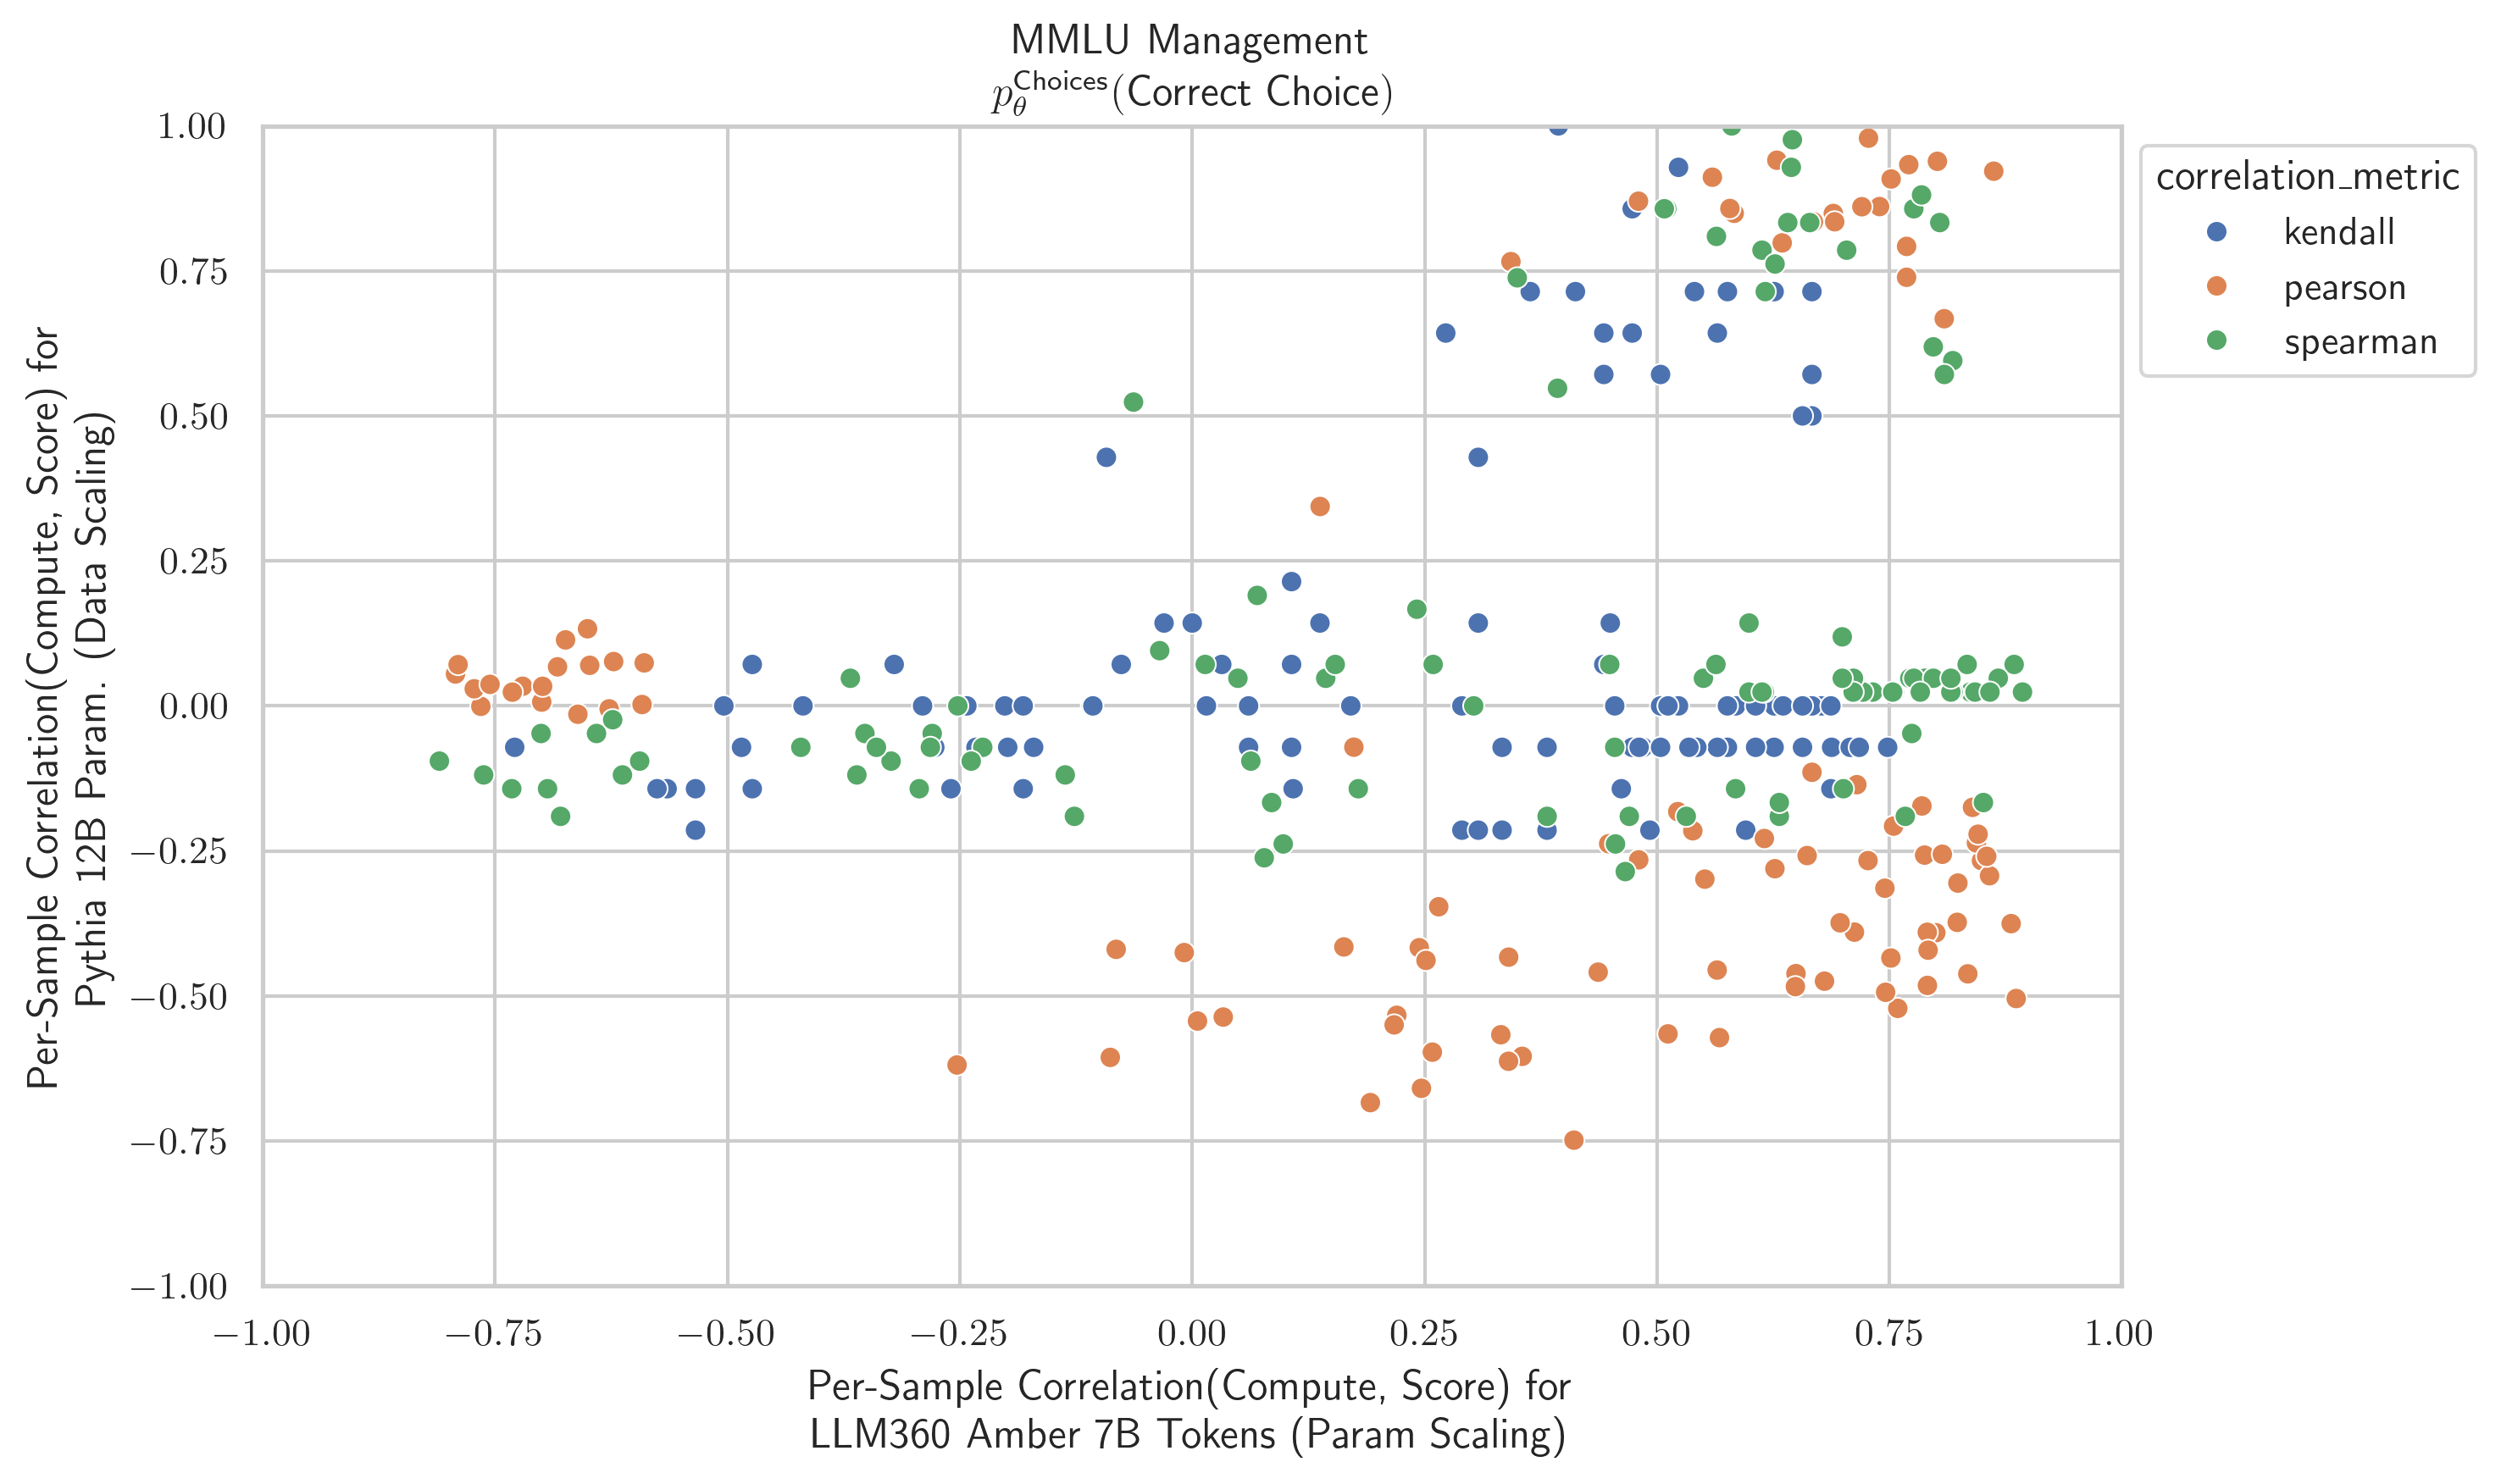 MMLU Management
p_θ^Choices(Correct Choice)
1.00
0.75
0.50
0.25
0.00
−0.25
−0.50
−0.75
−1.00
Per-Sample Correlation(Compute, Score) for
Pythia 12B Param. (Data Scaling)
correlation_metric
kendall
pearson
spearman
−1.00
−0.75
−0.50
−0.25
0.00
0.25
0.50
0.75
1.00
Per-Sample Correlation(Compute, Score) for
LLM360 Amber 7B Tokens (Param Scaling)